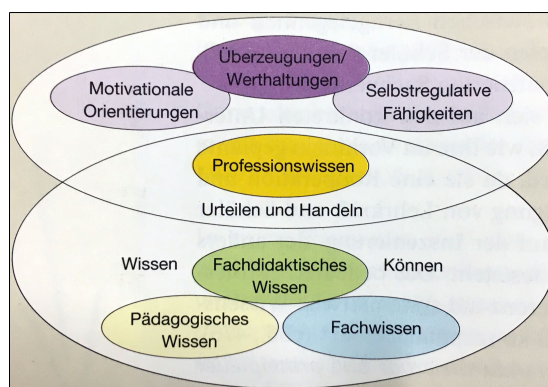 Überzeugungen/
Werthaltungen
Motivationale
Orientierungen
Selbstregulative
Fähigkeiten
Professionswissen
Urteilen und Handeln
Wissen
Fachdidaktisches
Wissen
Können
Pädagogisches
Wissen
Fachwissen